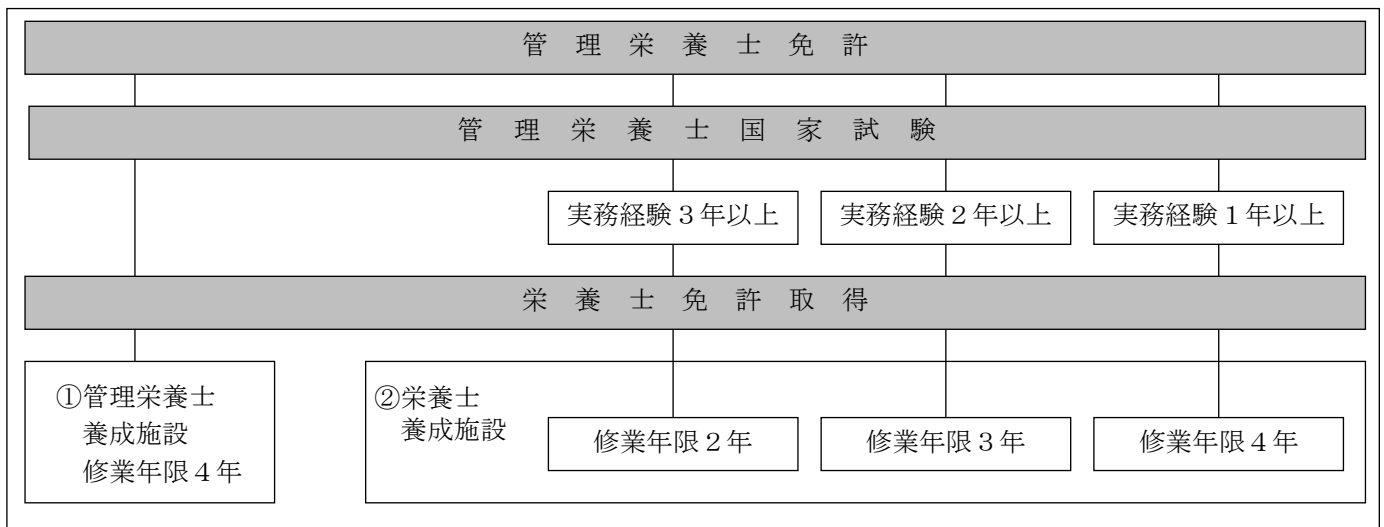 管理栄養士免許
管理栄養士国家試験
実務経験3年以上
実務経験2年以上
実務経験1年以上
栄養士免許取得
①管理栄養士
養成施設
修業年限4年
②栄養士
養成施設
修業年限2年
修業年限3年
修業年限4年